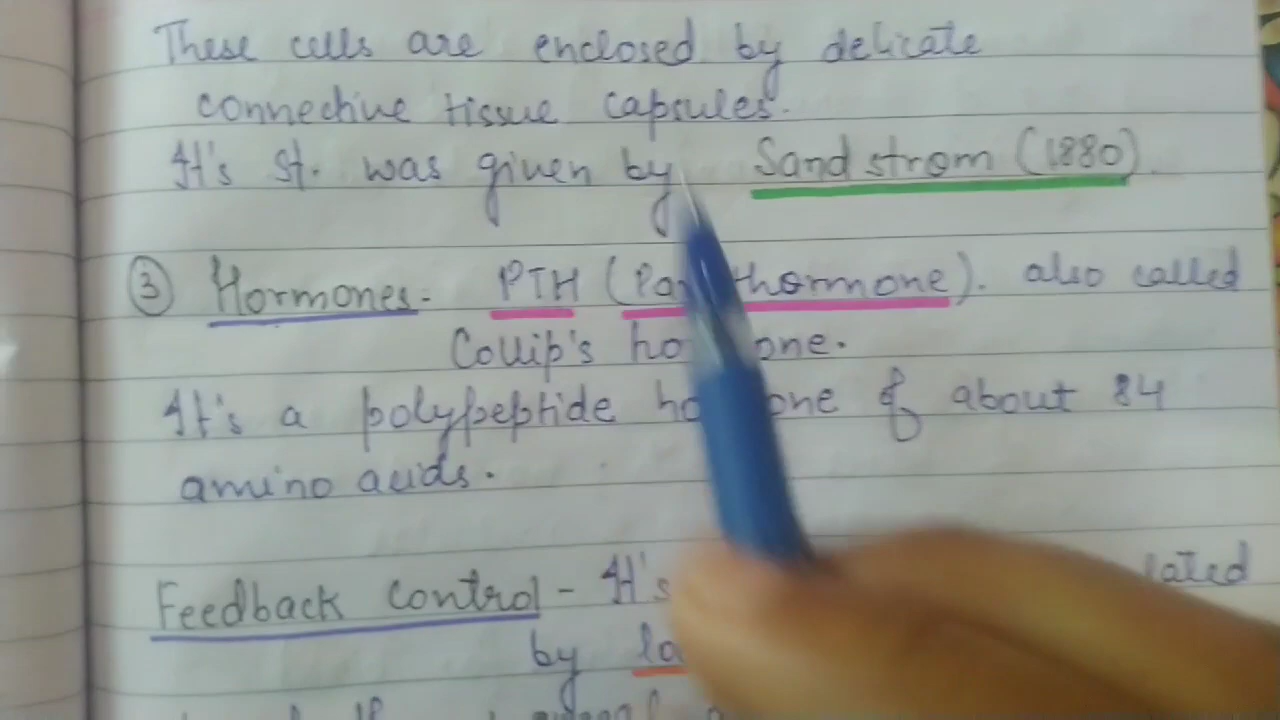 These cells are enclosed by delicate
connective tissue capsules.
It's st. was given by Sandstrom (1880).
③ Hormones- PTH ( ). also called
Collip's
It's a polypeptide of about 84
amino acids.
Feedback control - It's
by